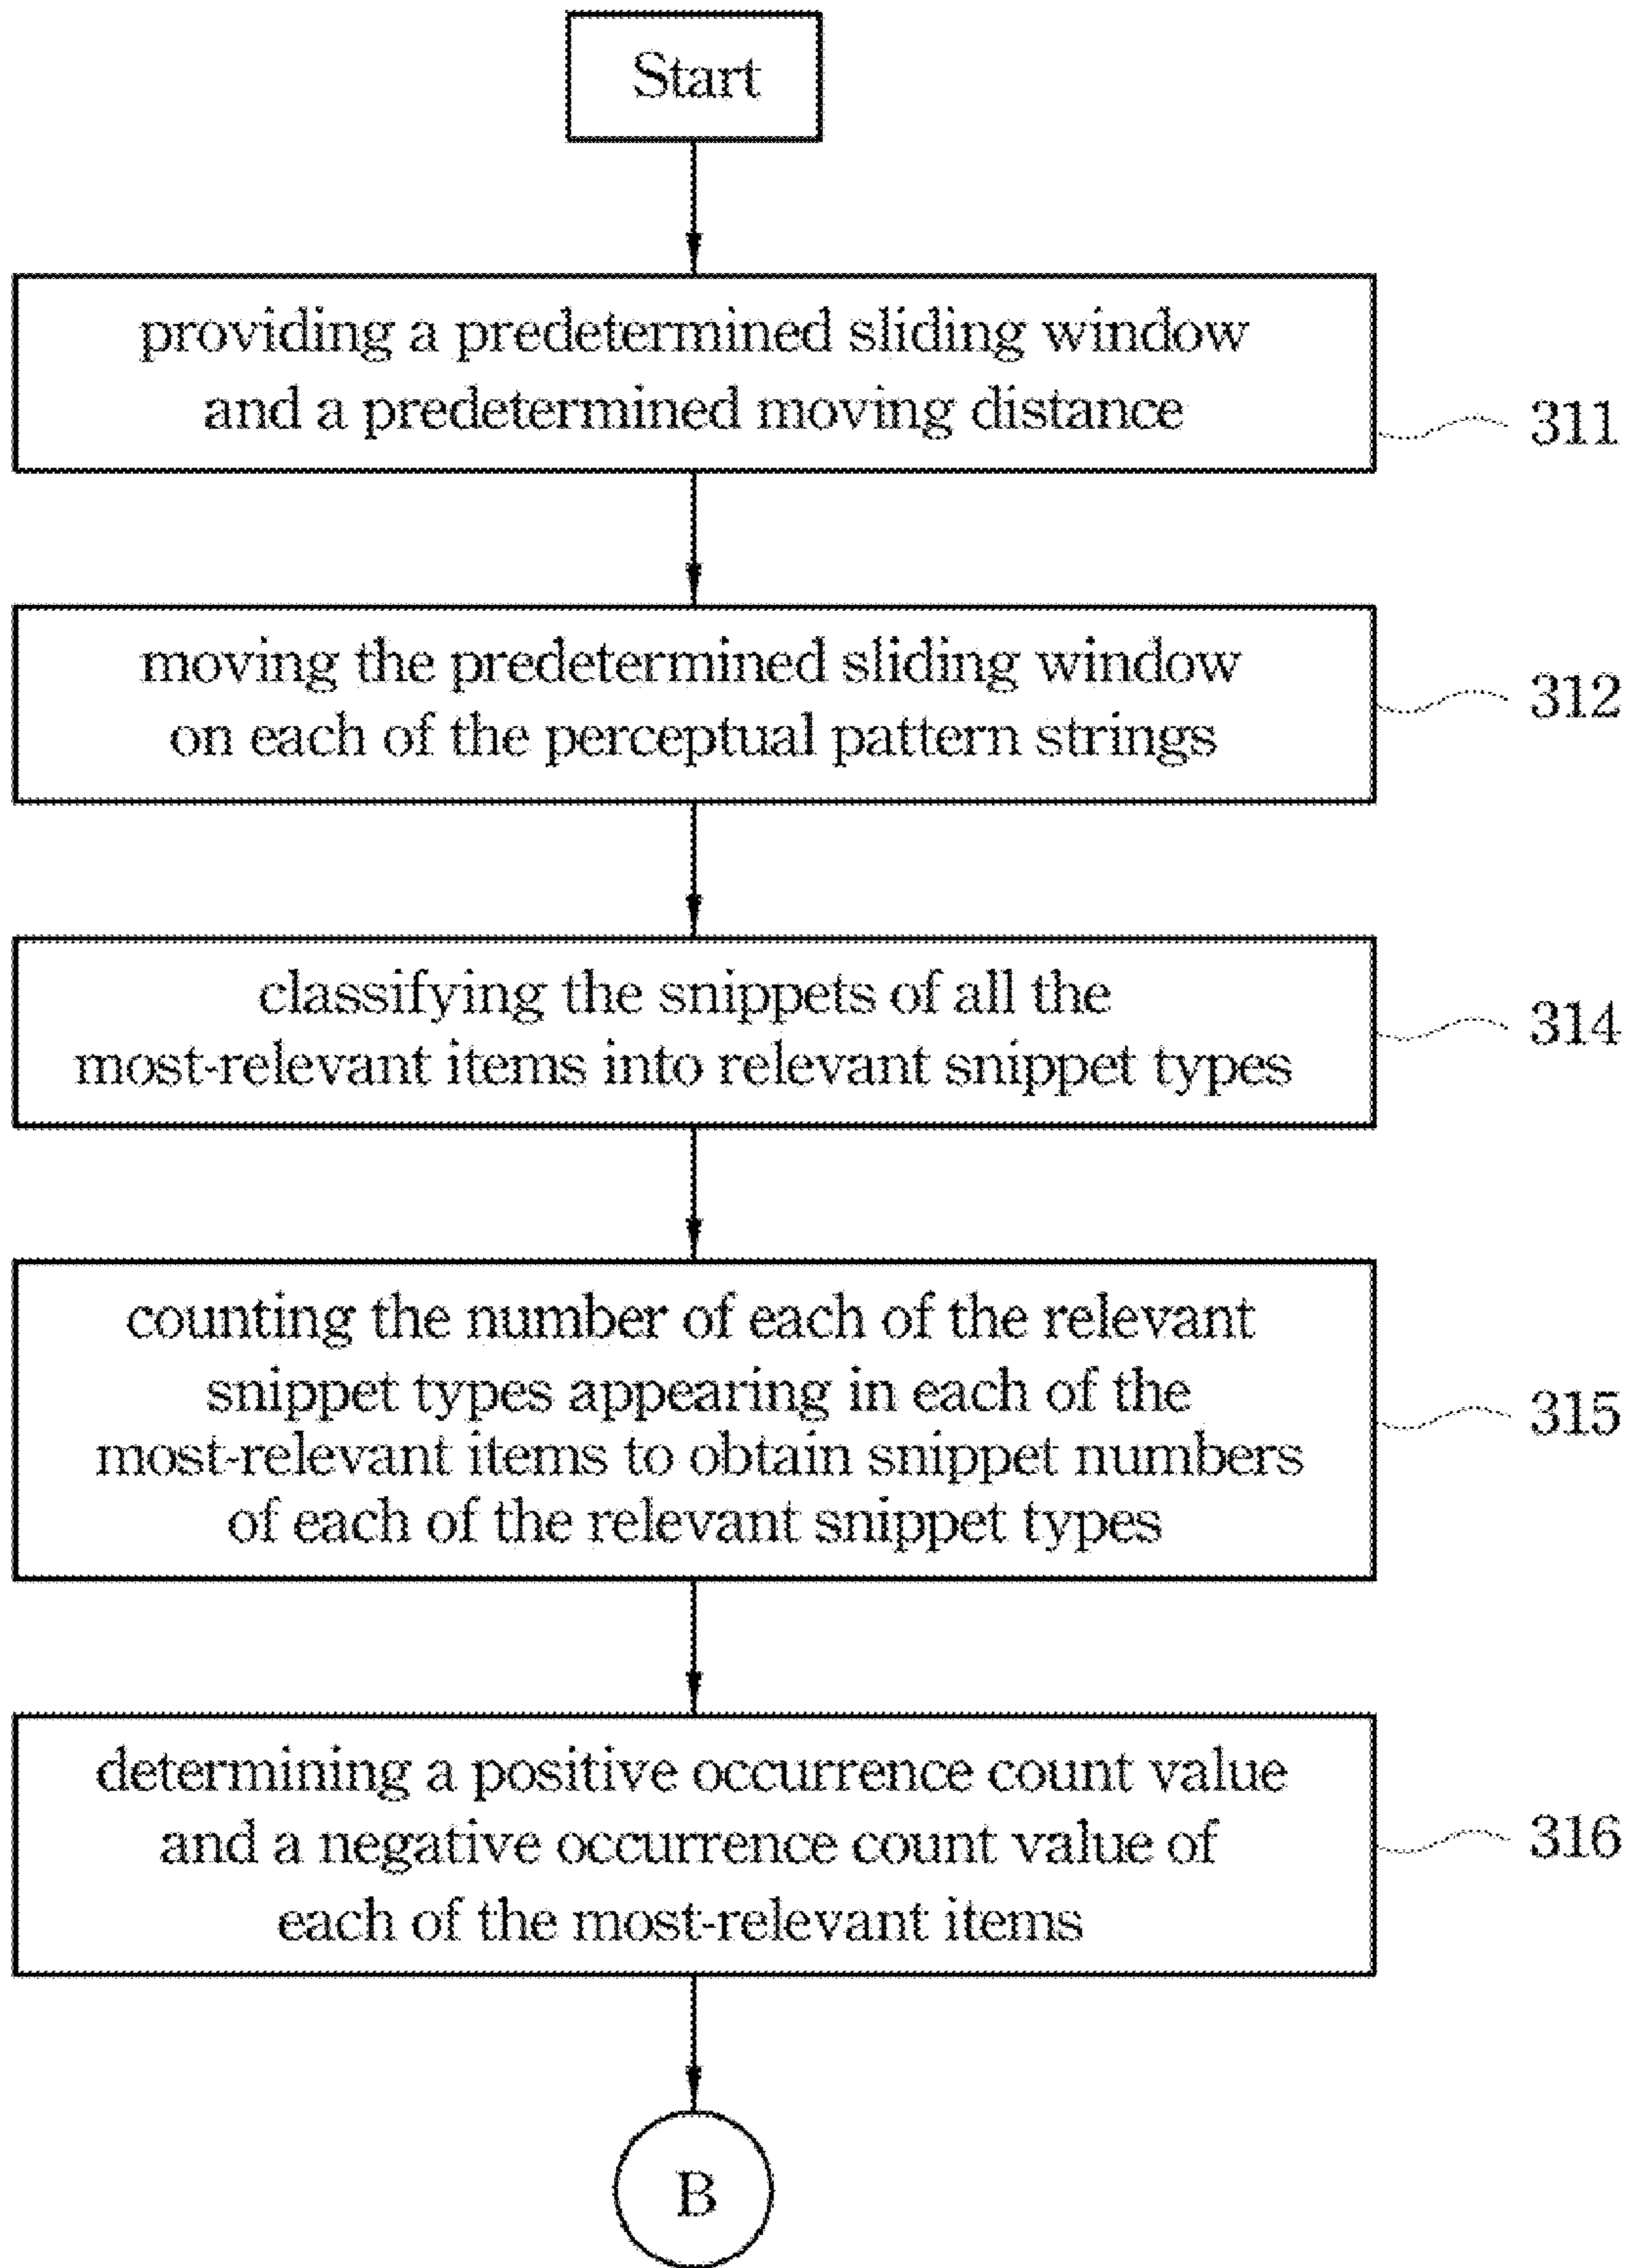 Start
providing a predetermined sliding window
and a predetermined moving distance
311
moving the predetermined sliding window
on each of the perceptual pattern strings
312
classifying the snippets of all the
most-relevant items into relevant snippet types
314
counting the number of each of the relevant
snippet types appearing in each of the
most-relevant items to obtain snippet numbers
of each of the relevant snippet types
315
determining a positive occurrence count value
and a negative occurrence count value of
each of the most-relevant items
316
B